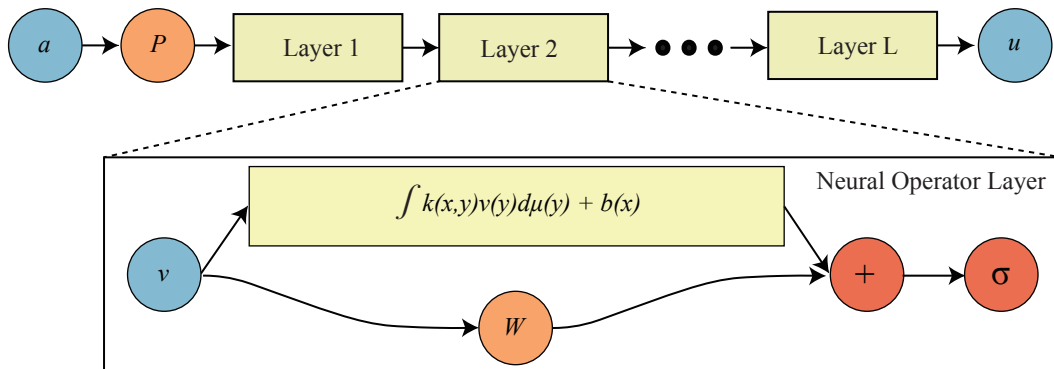 a P Layer 1 Layer 2 Layer L u
Neural Operator Layer
∫ k(x,y)v(y)dμ(y) + b(x)
v + σ
W